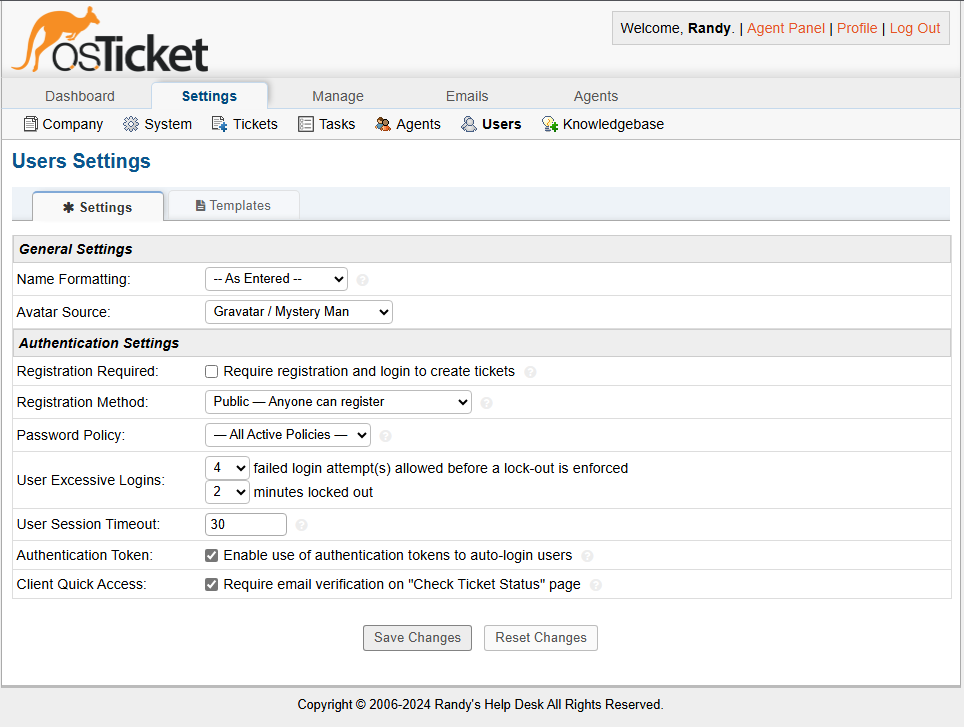 osTicket
Welcome, Randy. | Agent Panel | Profile | Log Out
Dashboard Settings Manage Emails Agents
Company System Tickets Tasks Agents Users Knowledgebase
Users Settings
Settings Templates
General Settings
Name Formatting: -- As Entered --
Avatar Source: Gravatar / Mystery Man
Authentication Settings
Registration Required: Require registration and login to create tickets
Registration Method: Public — Anyone can register
Password Policy: — All Active Policies —
User Excessive Logins: 4 failed login attempt(s) allowed before a lock-out is enforced
2 minutes locked out
User Session Timeout: 30
Authentication Token: Enable use of authentication tokens to auto-login users
Client Quick Access: Require email verification on "Check Ticket Status" page
Save Changes Reset Changes
Copyright © 2006-2024 Randy's Help Desk All Rights Reserved.